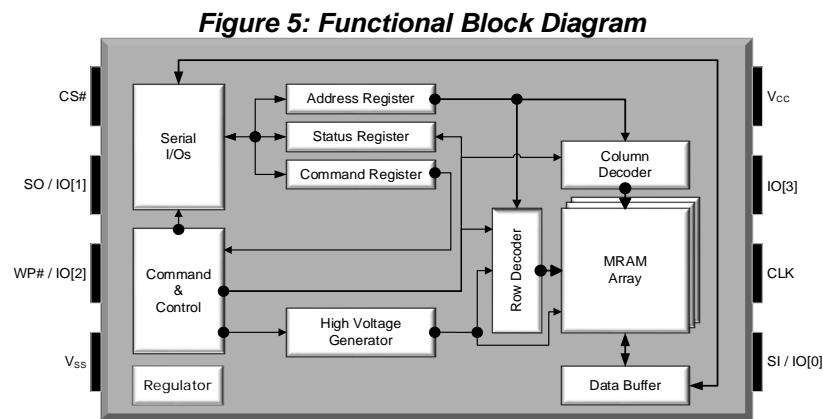 Figure 5: Functional Block Diagram
CS#
SO / IO[1]
WP# / IO[2]
VSS
Serial
I/Os
Command
&
Control
Regulator
Address Register
Status Register
Command Register
High Voltage
Generator
Row Decoder
Column
Decoder
MRAM
Array
Data Buffer
VCC
IO[3]
CLK
SI / IO[0]